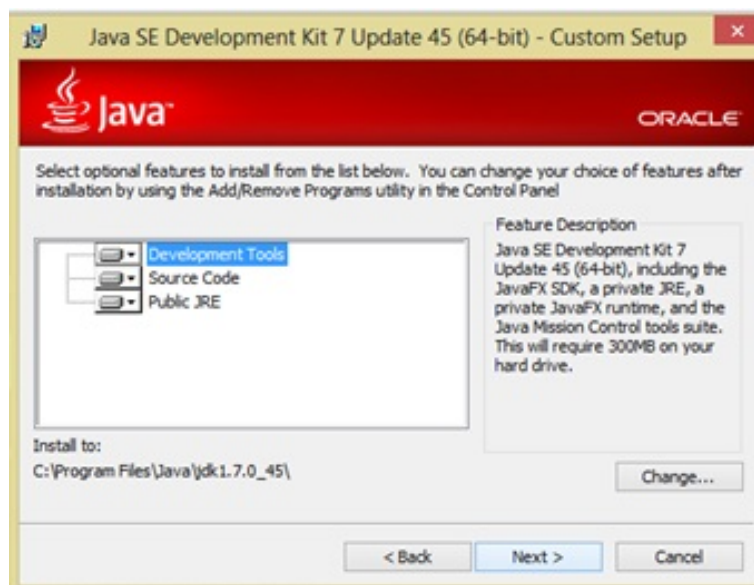 Java SE Development Kit 7 Update 45 (64-bit) - Custom Setup
Java™
ORACLE
Select optional features to install from the list below. You can change your choice of features after
installation by using the Add/Remove Programs utility in the Control Panel
Development Tools
Source Code
Public JRE
Feature Description
Java SE Development Kit 7
Update 45 (64-bit), including the
JavaFX SDK, a private JRE, a
private JavaFX runtime, and the
Java Mission Control tools suite.
This will require 300MB on your
hard drive.
Install to:
C:\Program Files\Java\jdk1.7.0_45\
Change...
< Back
Next >
Cancel